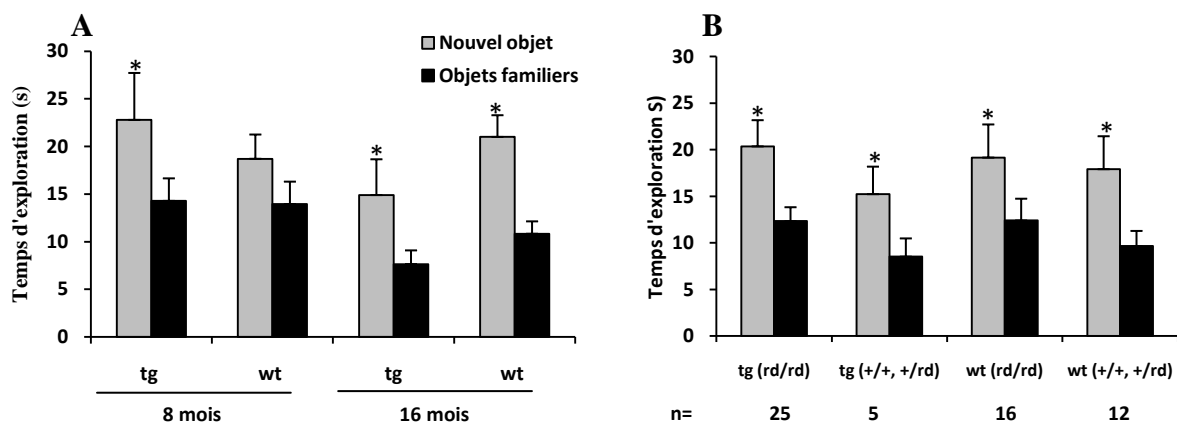 A
Nouvel objet
Objets familiers
Temps d'exploration (s)
30
25
20
15
10
5
0
*
*
*
tg
wt
tg
wt
8 mois
16 mois
B
Temps d'exploration S)
30
25
20
15
10
5
0
*
*
*
*
tg (rd/rd)
tg (+/+, +/rd)
wt (rd/rd)
wt (+/+, +/rd)
n= 25 5 16 12